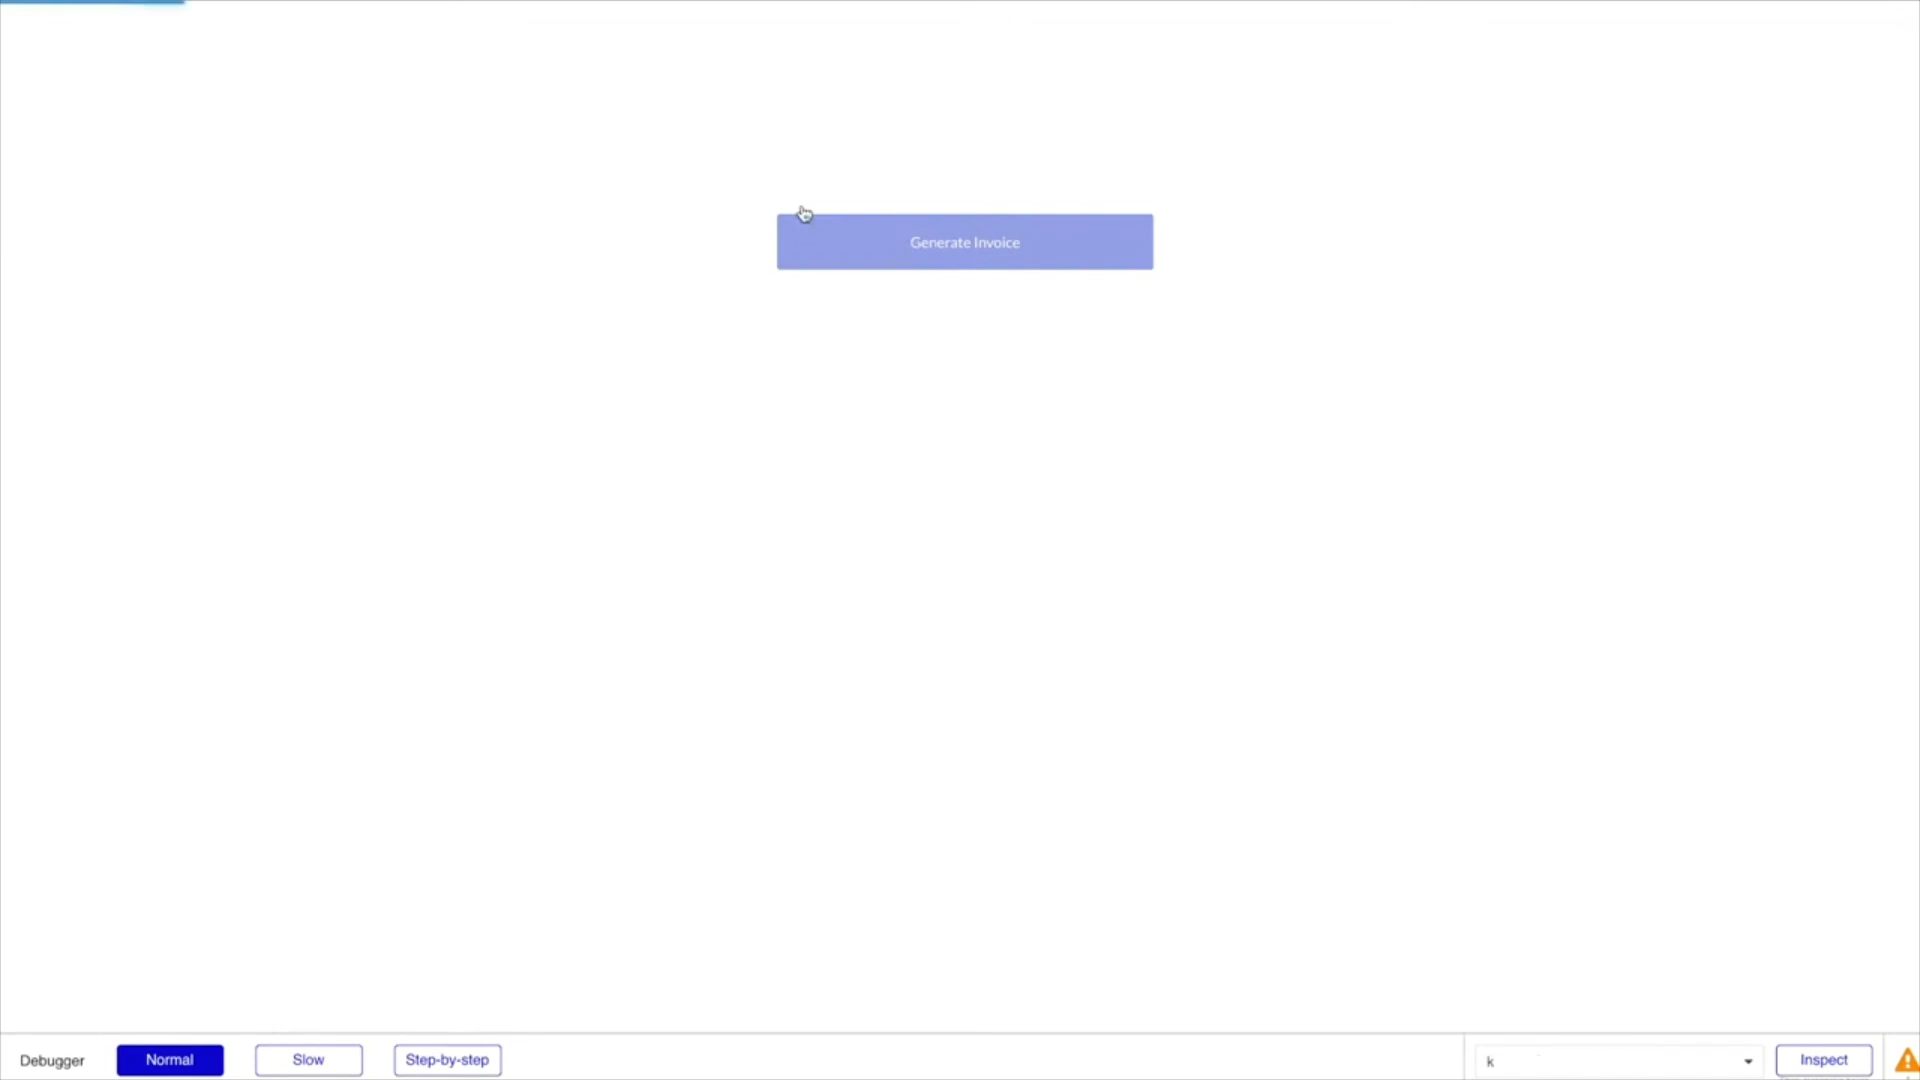 Generate Invoice
Debugger
Normal
Slow
Step-by-step
k
Inspect